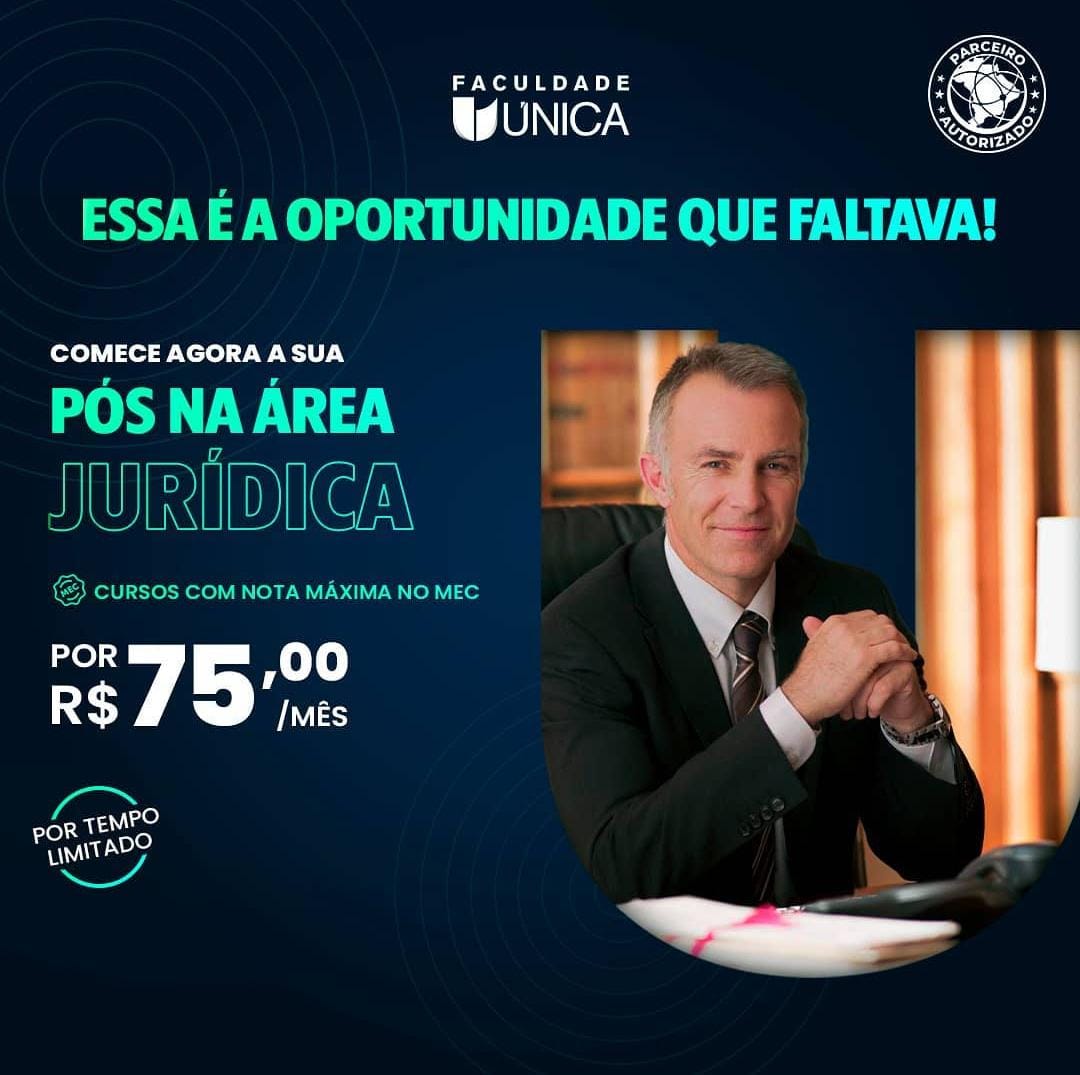 FACULDADE
ÚNICA
PARCEIRO
AUTORIZADO
ESSA É A OPORTUNIDADE QUE FALTAVA!
COMECE AGORA A SUA
PÓS NA ÁREA
JURÍDICA
MEC
CURSOS COM NOTA MÁXIMA NO MEC
POR
R$ 75,00
/MÊS
POR TEMPO
LIMITADO